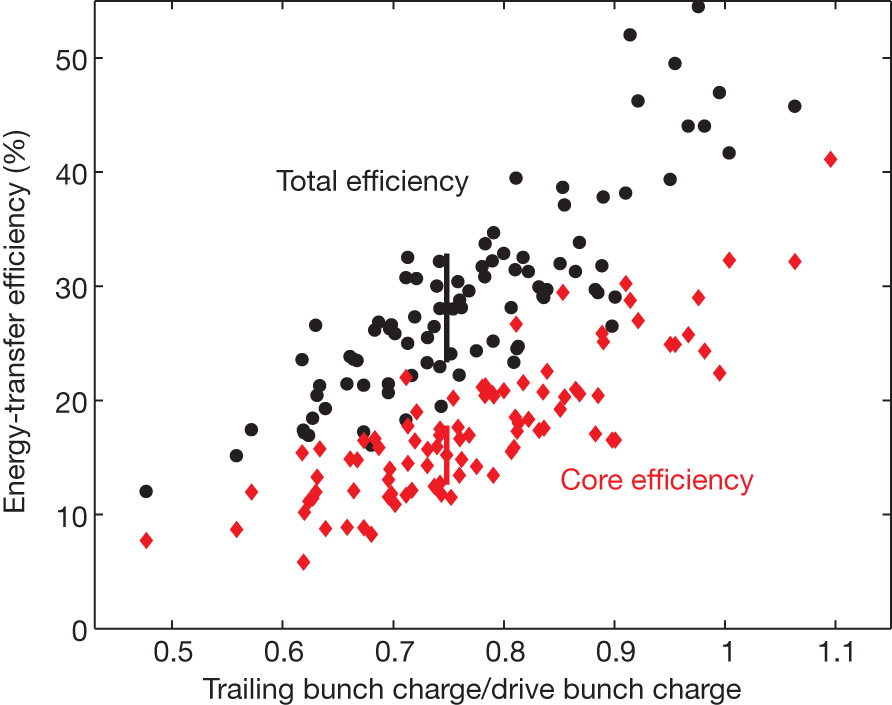 50
40
30
20
10
0
Energy-transfer efficiency (%)
Total efficiency
Core efficiency
0.5 0.6 0.7 0.8 0.9 1 1.1
Trailing bunch charge/drive bunch charge